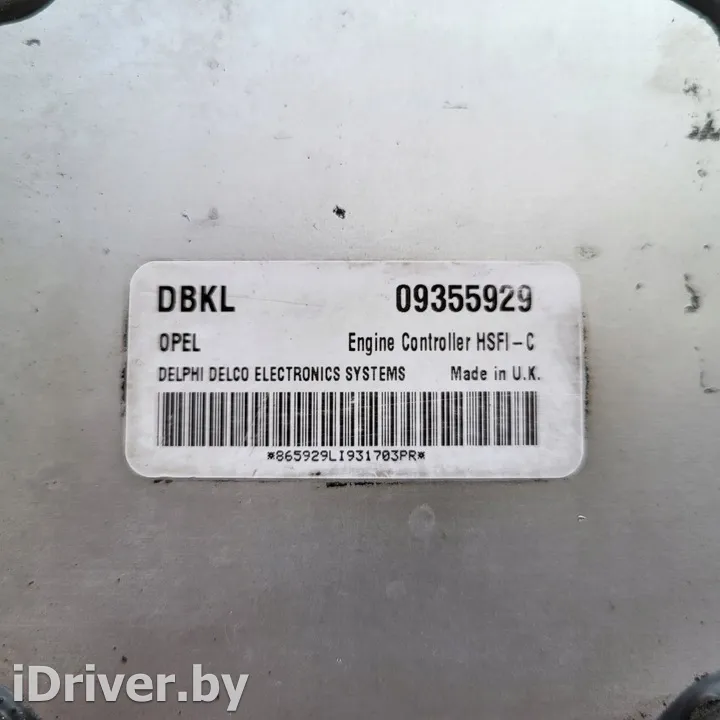 DBKL 09355929
OPEL Engine Controller HSFI-C
DELPHI DELCO ELECTRONICS SYSTEMS Made in U.K.
*865929LI931703PR*
iDriver.by